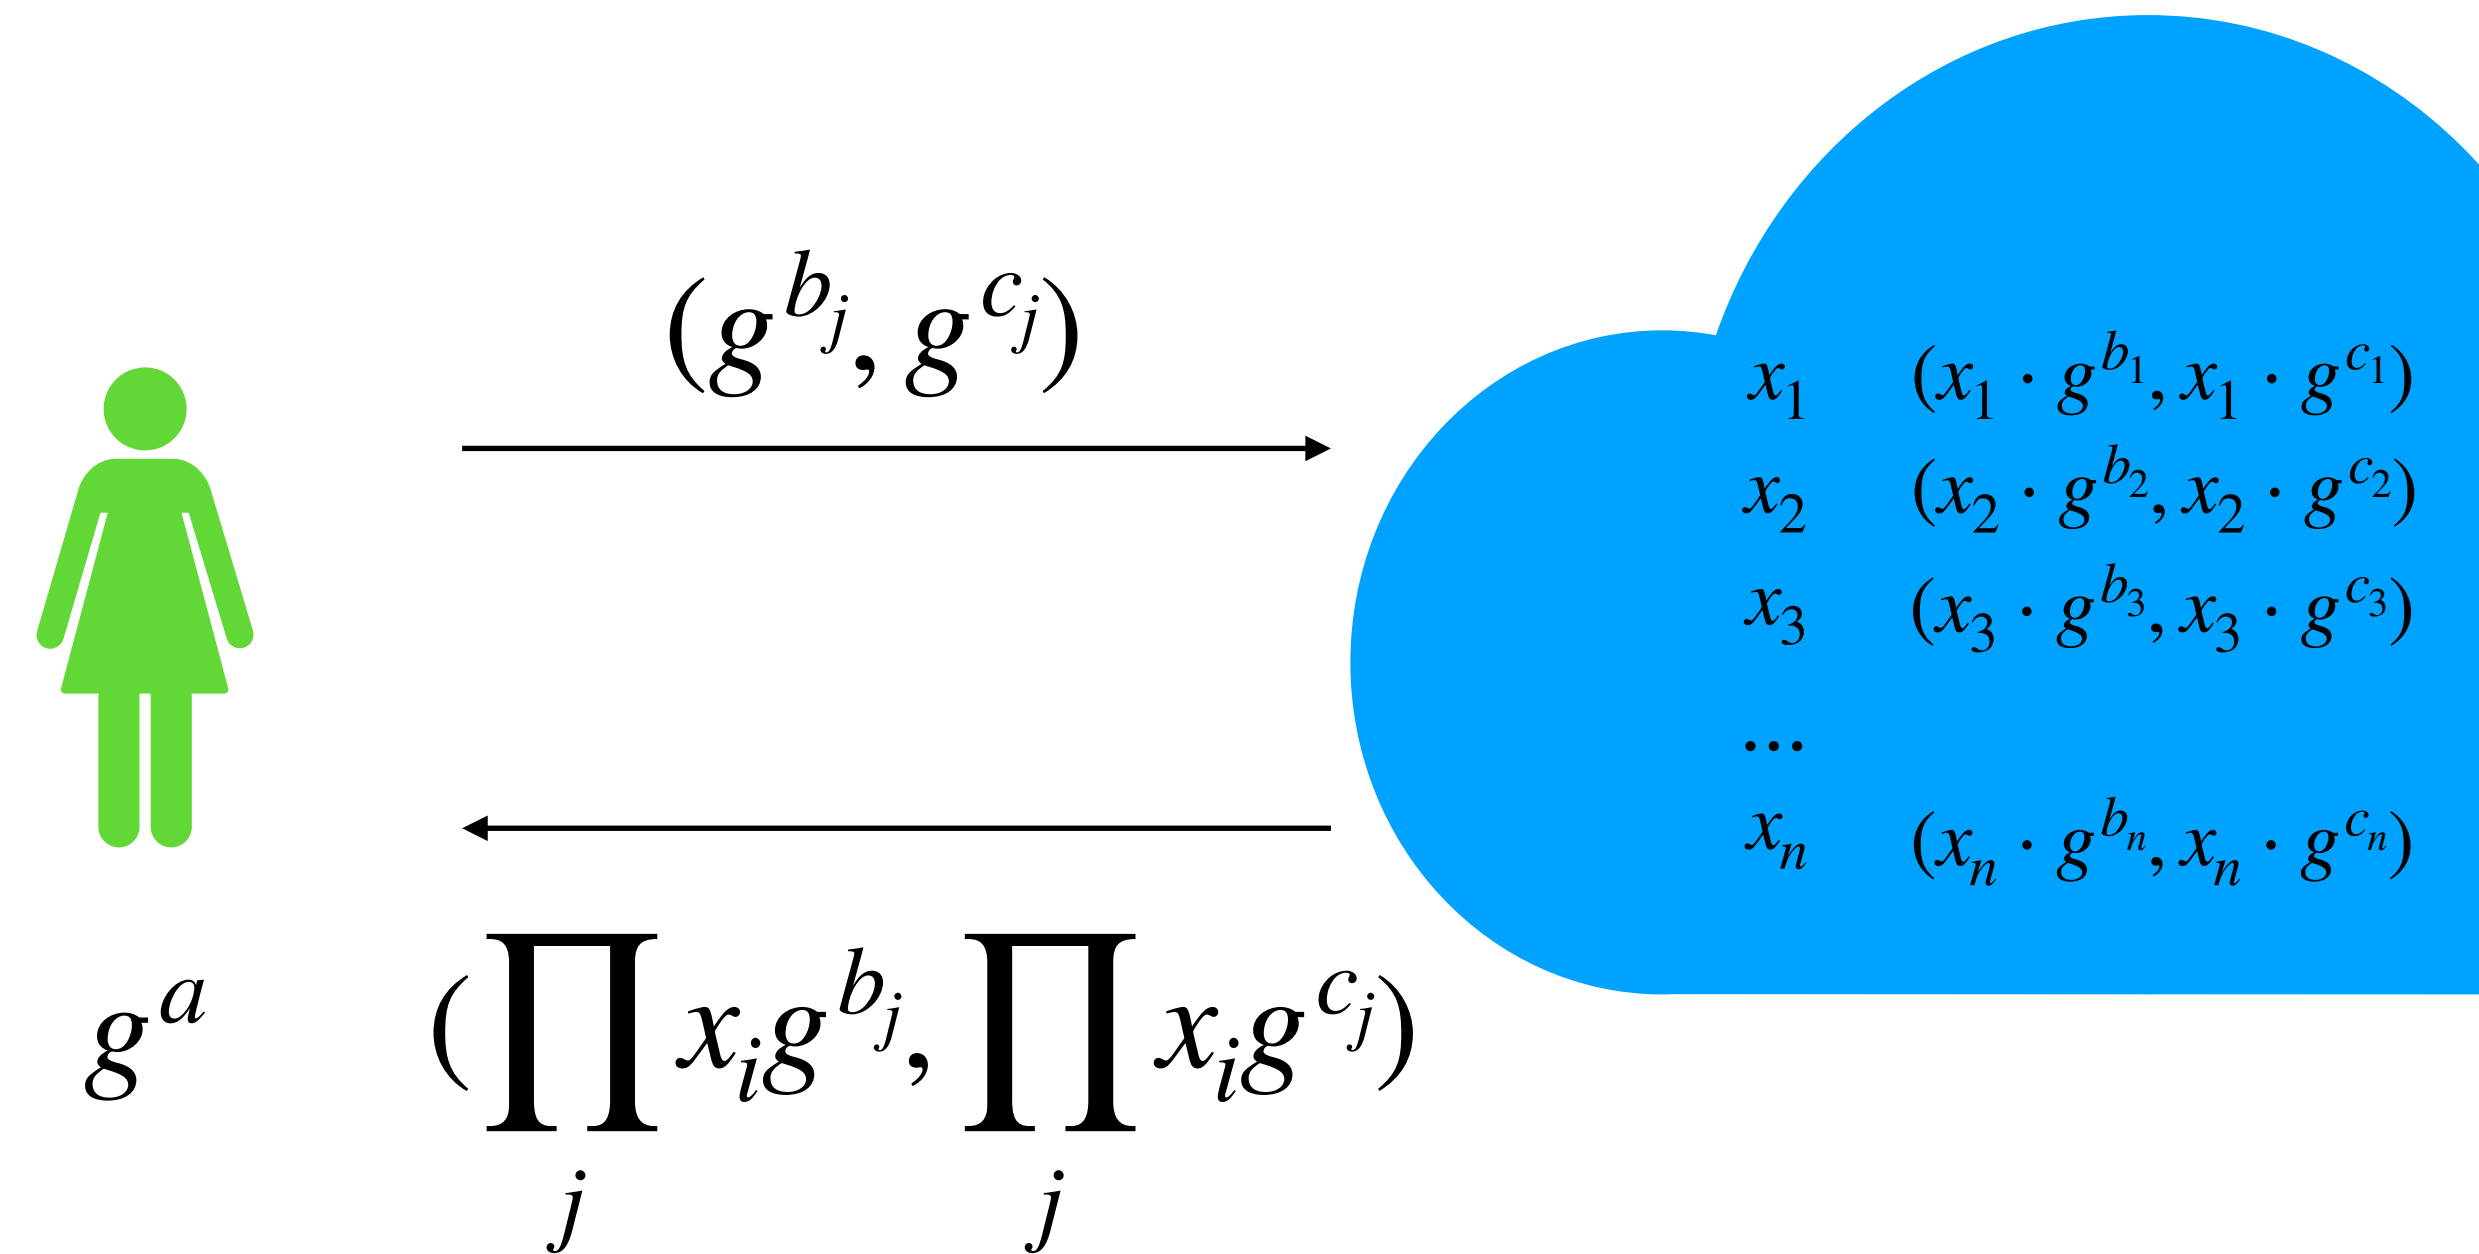 (g^{b_j}, g^{c_j})
x_1 (x_1 · g^{b_1}, x_1 · g^{c_1})
x_2 (x_2 · g^{b_2}, x_2 · g^{c_2})
x_3 (x_3 · g^{b_3}, x_3 · g^{c_3})
...
x_n (x_n · g^{b_n}, x_n · g^{c_n})
g^a
(∏_j x_i g^{b_j}, ∏_j x_i g^{c_j})